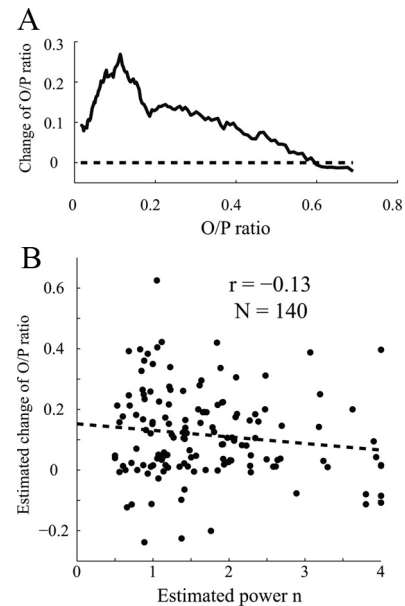 A
0.3
0.2
0.1
0
Change of O/P ratio
0
0.2
0.4
0.6
0.8
O/P ratio
B
r = −0.13
N = 140
0.6
0.4
0.2
0
−0.2
Estimated change of O/P ratio
0
1
2
3
4
Estimated power n